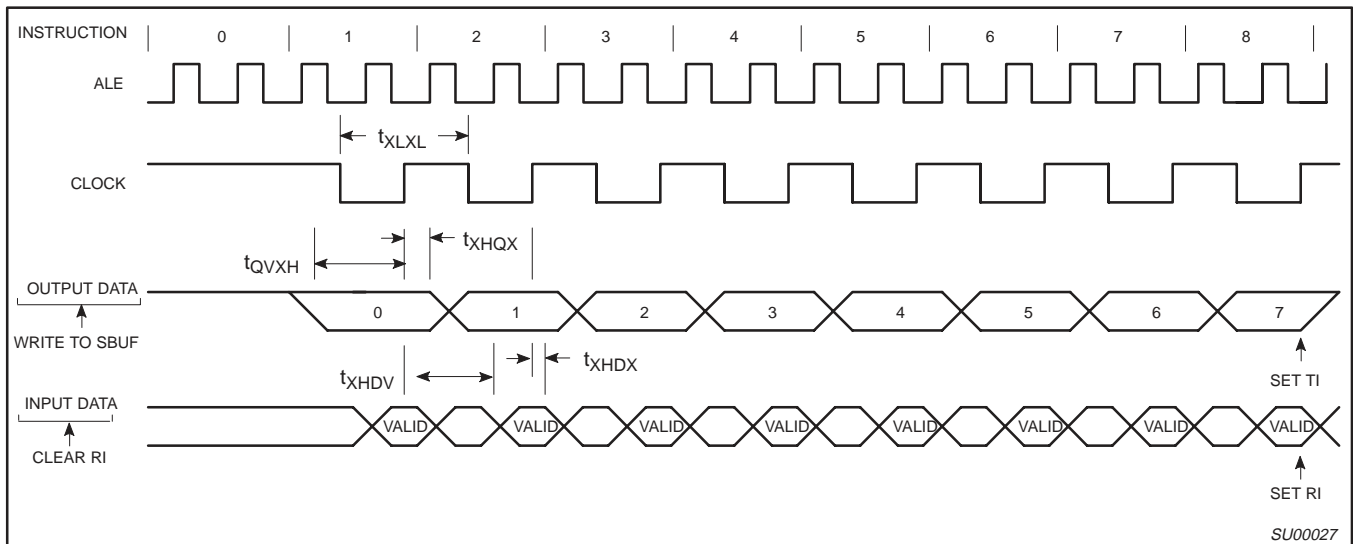 INSTRUCTION 0 1 2 3 4 5 6 7 8
ALE
tXLXL
CLOCK
tXHQX
tQVXH
OUTPUT DATA
0 1 2 3 4 5 6 7
WRITE TO SBUF
tXHDX
tXHDV
SET TI
INPUT DATA
VALID VALID VALID VALID VALID VALID VALID VALID
CLEAR RI
SET RI
SU00027